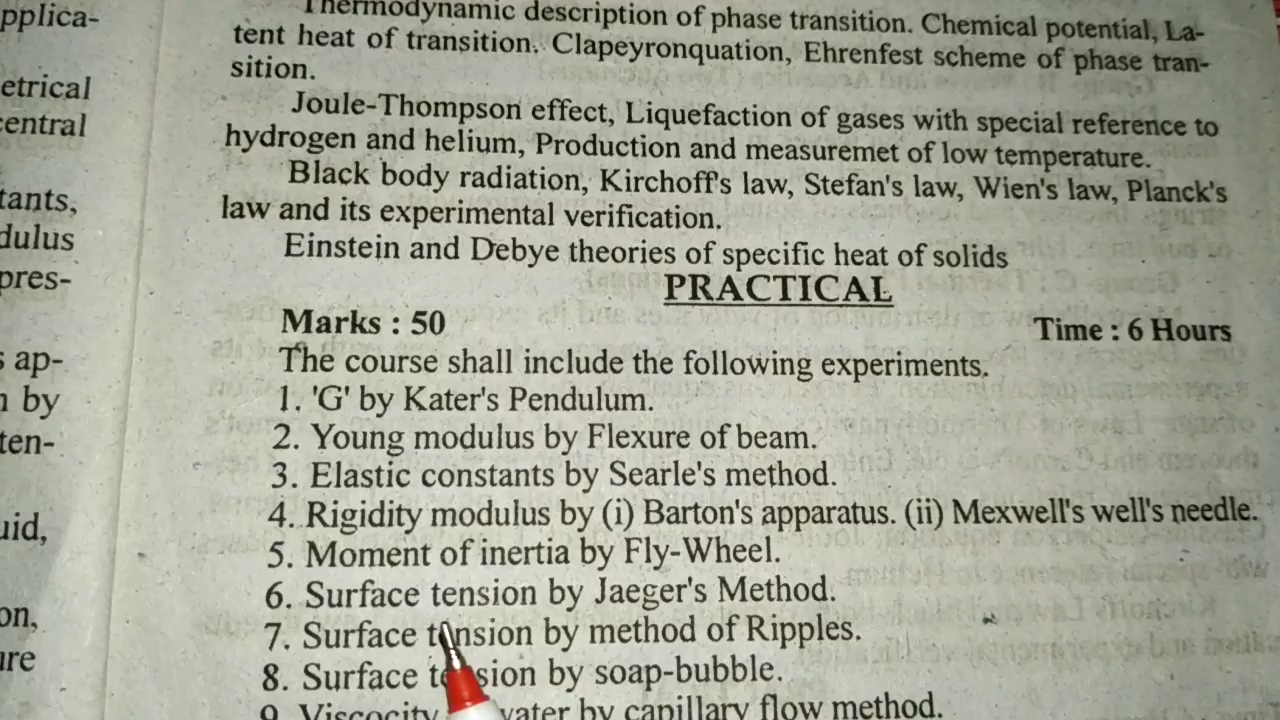 pplica-
etrical
central
tants,
dulus
pres-
s ap-
n by
ten-
uid,
on,
ure
Thermodynamic description of phase transition. Chemical potential, La-
tent heat of transition. Clapeyronquation, Ehrenfest scheme of phase tran-
sition.
Joule-Thompson effect, Liquefaction of gases with special reference to
hydrogen and helium, Production and measuremet of low temperature.
Black body radiation, Kirchoff's law, Stefan's law, Wien's law, Planck's
law and its experimental verification.
Einstein and Debye theories of specific heat of solids
PRACTICAL
Marks : 50 Time : 6 Hours
The course shall include the following experiments.
1. 'G' by Kater's Pendulum.
2. Young modulus by Flexure of beam.
3. Elastic constants by Searle's method.
4. Rigidity modulus by (i) Barton's apparatus. (ii) Mexwell's well's needle.
5. Moment of inertia by Fly-Wheel.
6. Surface tension by Jaeger's Method.
7. Surface tension by method of Ripples.
8. Surface tension by soap-bubble.
9. Viscocity water by capillary flow method.